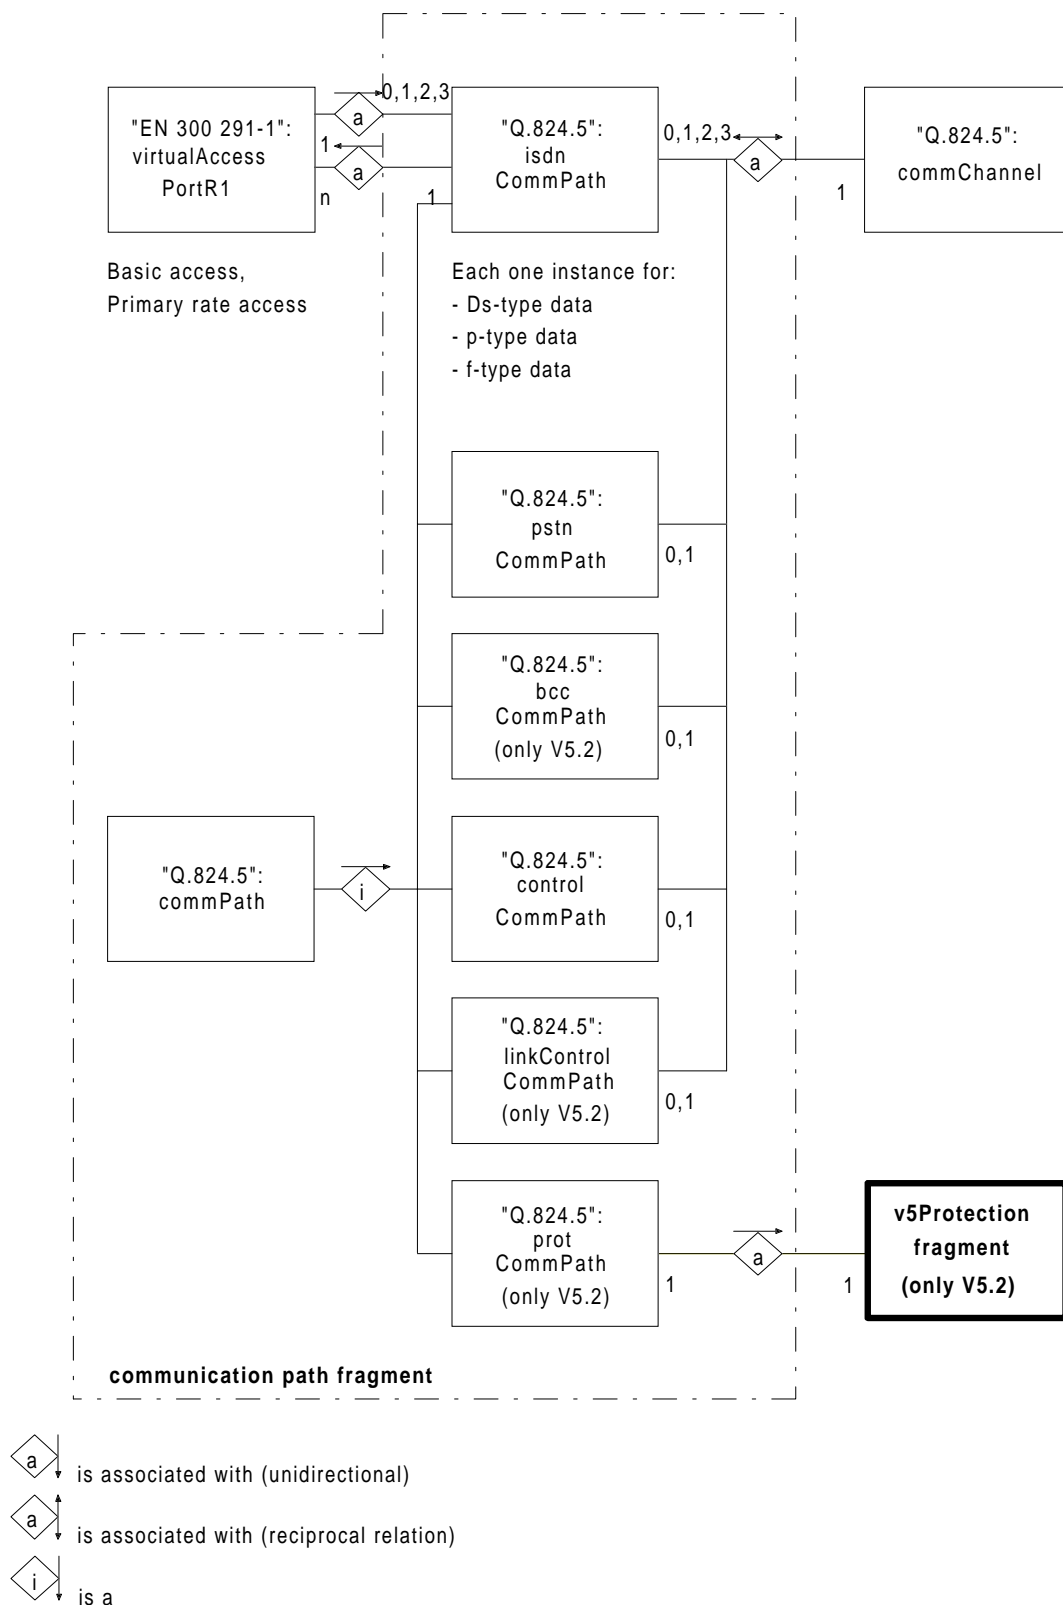 0,1,2,3
a
"EN 300 291-1":
virtualAccess
PortR1
1
a
n
1
"Q.824.5":
isdn
CommPath
0,1,2,3
a
1
"Q.824.5":
commChannel
Basic access,
Primary rate access
Each one instance for:
- Ds-type data
- p-type data
- f-type data
"Q.824.5":
pstn
CommPath
0,1
"Q.824.5":
bcc
CommPath
(only V5.2)
0,1
"Q.824.5":
commPath
i
"Q.824.5":
control
CommPath
0,1
"Q.824.5":
linkControl
CommPath
(only V5.2)
0,1
"Q.824.5":
prot
CommPath
(only V5.2)
1
a
1
v5Protection
fragment
(only V5.2)
communication path fragment
a is associated with (unidirectional)
a is associated with (reciprocal relation)
i is a